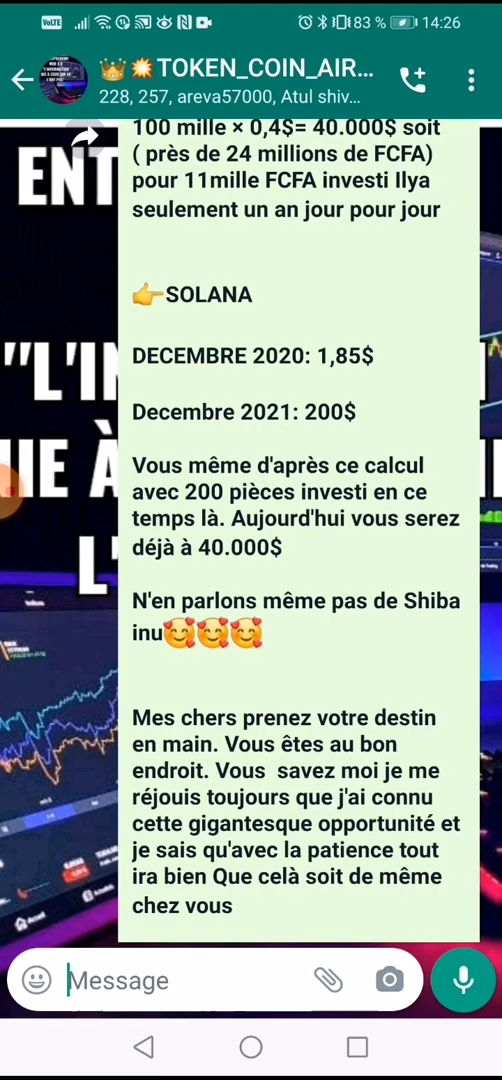 VoLTE
83 %
14:26
👑💥TOKEN_COIN_AIR...
228, 257, areva57000, Atul shiv...
100 mille × 0,4$= 40.000$ soit
( près de 24 millions de FCFA)
pour 11mille FCFA investi Ilya
seulement un an jour pour jour
ENT
👉SOLANA
DECEMBRE 2020: 1,85$
"L'I
Decembre 2021: 200$
Vous même d'après ce calcul
avec 200 pièces investi en ce
temps là. Aujourd'hui vous serez
déjà à 40.000$
IE À
L'
N'en parlons même pas de Shiba
inu🥰🥰🥰
Mes chers prenez votre destin
en main. Vous êtes au bon
endroit. Vous  savez moi je me
réjouis toujours que j'ai connu
cette gigantesque opportunité et
je sais qu'avec la patience tout
ira bien Que celà soit de même
chez vous
Message